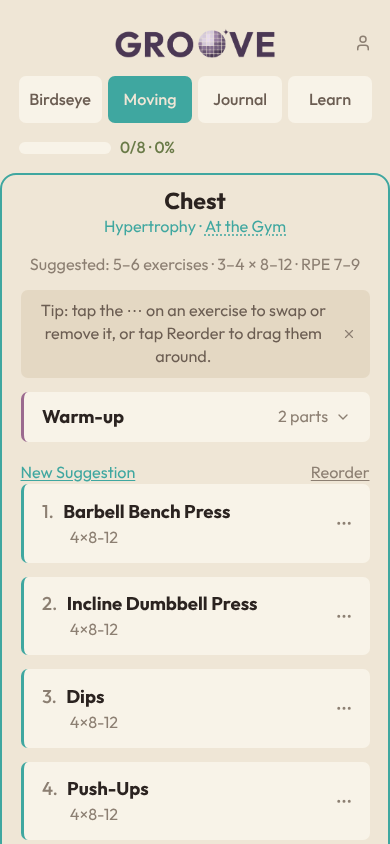 GROOVE
Birdseye
Moving
Journal
Learn
0/8 · 0%
Chest
Hypertrophy · At the Gym
Suggested: 5–6 exercises · 3–4 × 8–12 · RPE 7–9
Tip: tap the ··· on an exercise to swap or
remove it, or tap Reorder to drag them
around.
×
Warm-up
2 parts
New Suggestion
Reorder
1. Barbell Bench Press
4×8-12
···
2. Incline Dumbbell Press
4×8-12
···
3. Dips
4×8-12
···
4. Push-Ups
4×8-12
···